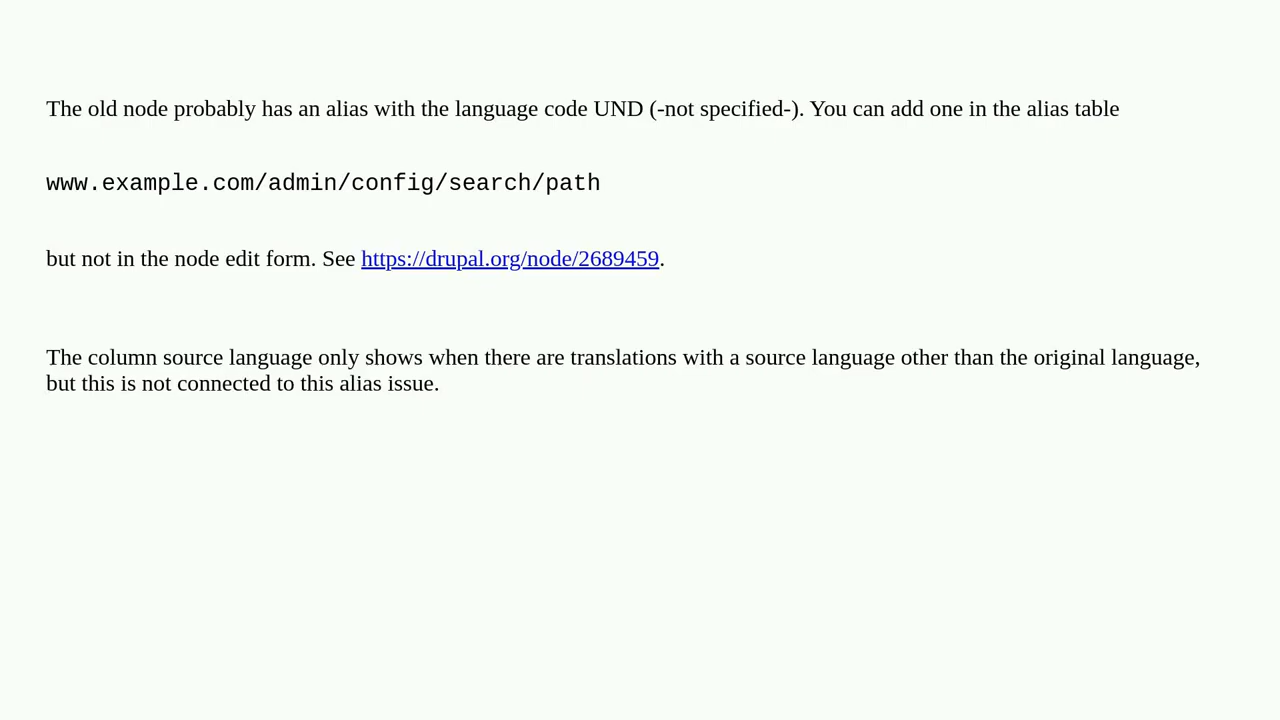 The old node probably has an alias with the language code UND (-not specified-). You can add one in the alias table
www.example.com/admin/config/search/path
but not in the node edit form. See https://drupal.org/node/2689459.
The column source language only shows when there are translations with a source language other than the original language,
but this is not connected to this alias issue.